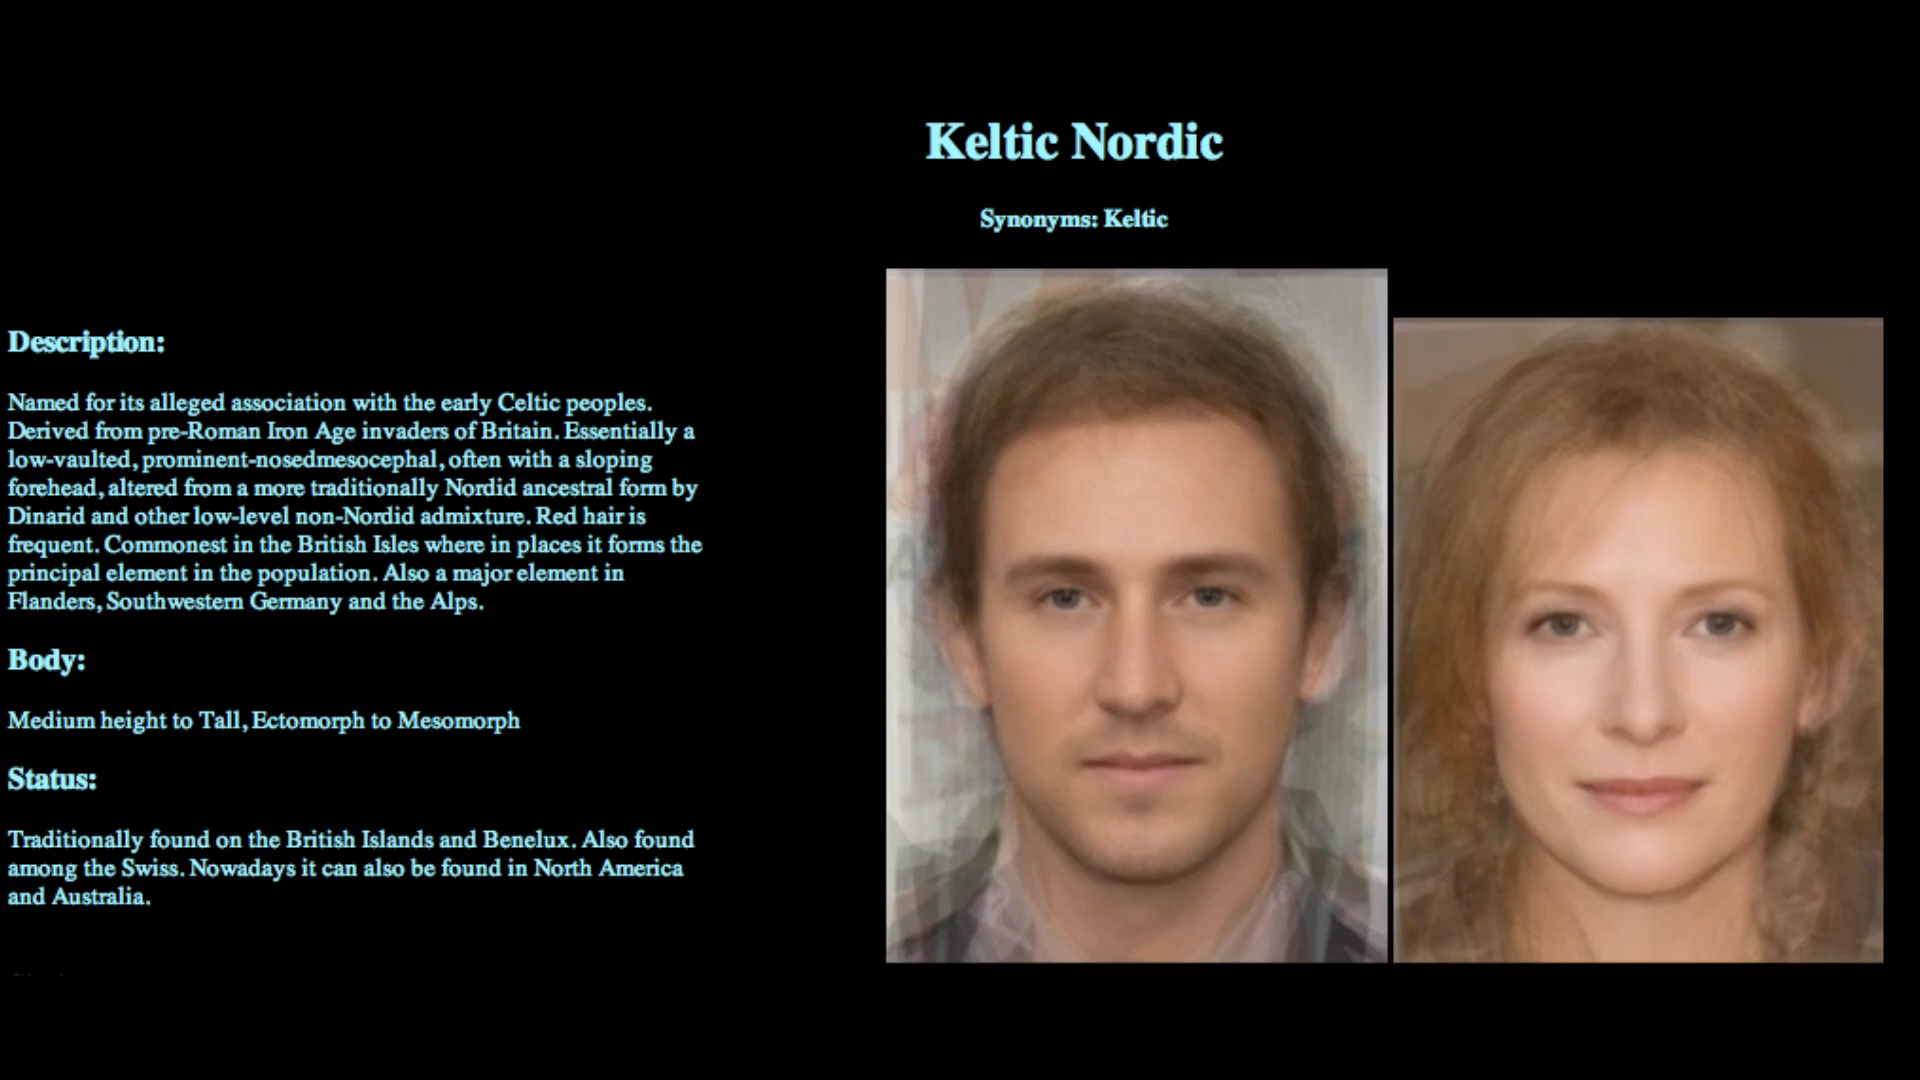 Keltic Nordic
Synonyms: Keltic
Description:
Named for its alleged association with the early Celtic peoples.
Derived from pre-Roman Iron Age invaders of Britain. Essentially a
low-vaulted, prominent-nosedmesocephal, often with a sloping
forehead, altered from a more traditionally Nordid ancestral form by
Dinarid and other low-level non-Nordid admixture. Red hair is
frequent. Commonest in the British Isles where in places it forms the
principal element in the population. Also a major element in
Flanders, Southwestern Germany and the Alps.
Body:
Medium height to Tall, Ectomorph to Mesomorph
Status:
Traditionally found on the British Islands and Benelux. Also found
among the Swiss. Nowadays it can also be found in North America
and Australia.